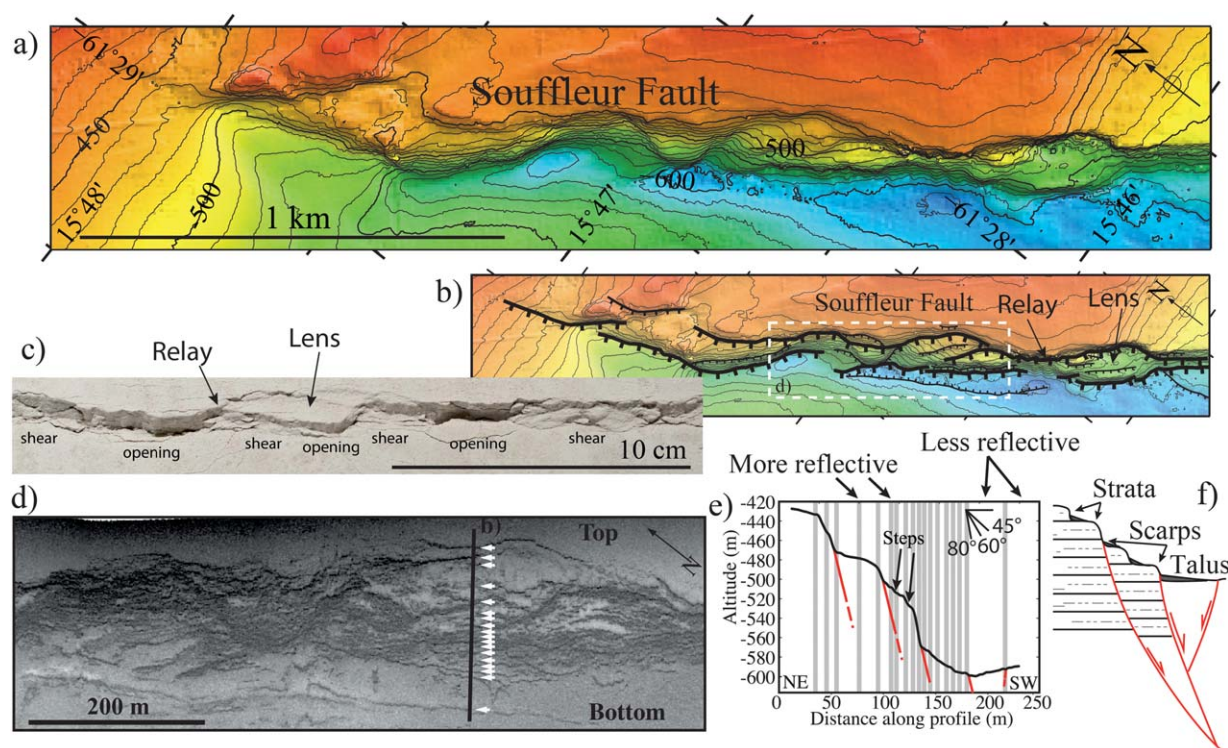 a)
-61°29'
450
15°48'
500
Souffleur Fault
1 km
500
600
15°47'
61°28'
15°46'
N
b)
Souffleur Fault
Relay
Lens
N
d)
c)
Relay
Lens
shear
opening
shear
opening
shear
opening
shear
10 cm
d)
b)
Top
N
200 m
Bottom
More reflective
Less reflective
e)
-420
-440
-460
-480
-500
-520
-540
-560
-580
-600
Altitude (m)
Steps
45°
60°
80°
NE
SW
0
50
100
150
200
250
Distance along profile (m)
f)
Strata
Scarps
Talus